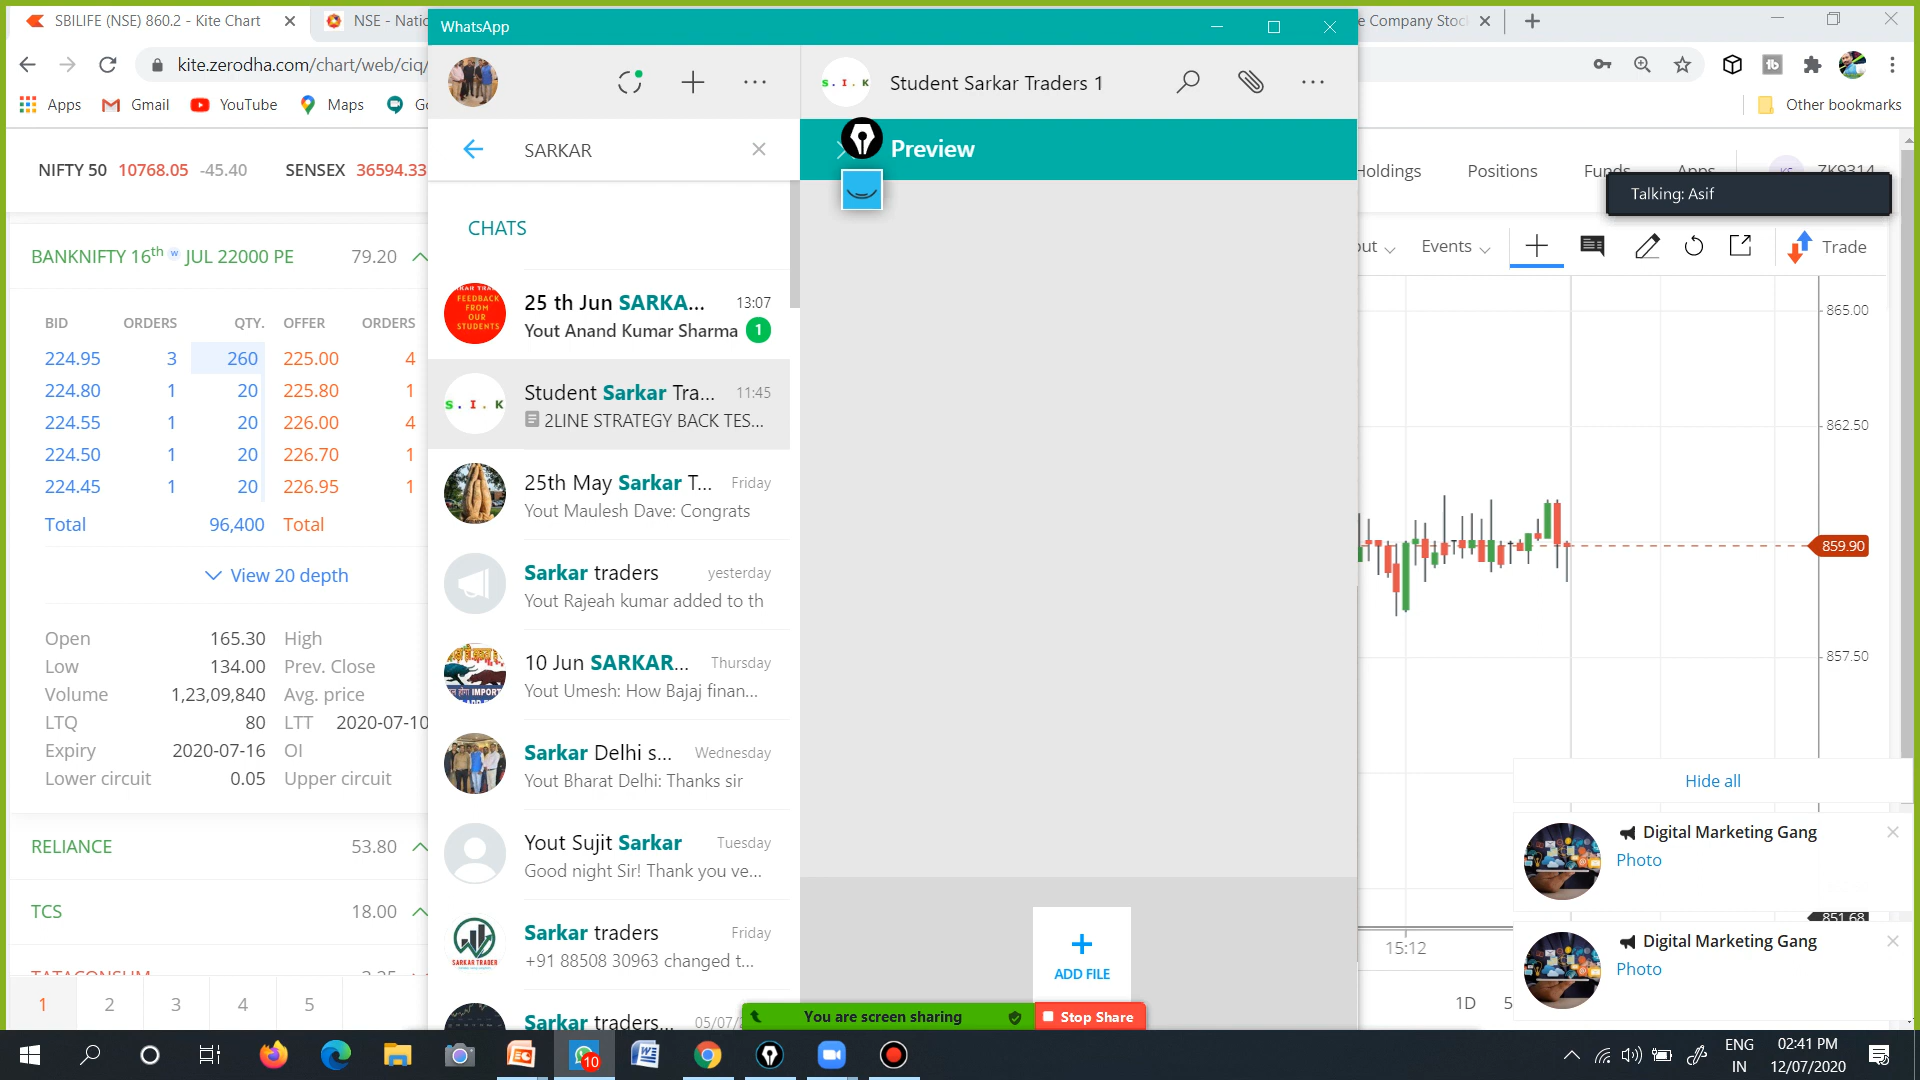 SBILIFE (NSE) 860.2 - Kite Chart
NSE - Natio
WhatsApp
e Company Stoc
kite.zerodha.com/chart/web/ciq/
Student Sarkar Traders 1
Apps
Gmail
YouTube
Maps
Other bookmarks
SARKAR
Preview
NIFTY 50 10768.05 -45.40 SENSEX 36594.33
Holdings
Positions
Funds
Apps
ZK9314
Talking: Asif
CHATS
BANKNIFTY 16th w JUL 22000 PE 79.20
Events
Trade
BID ORDERS QTY. OFFER ORDERS
224.95 3 260 225.00 4
224.80 1 20 225.80 1
224.55 1 20 226.00 4
224.50 1 20 226.70 1
224.45 1 20 226.95 1
Total 96,400 Total
View 20 depth
Open 165.30 High
Low 134.00 Prev. Close
Volume 1,23,09,840 Avg. price
LTQ 80 LTT 2020-07-10
Expiry 2020-07-16 OI
Lower circuit 0.05 Upper circuit
RELIANCE 53.80
TCS 18.00
TATACONSUM
1 2 3 4 5
FEEDBACK
FROM
OUR
STUDENTS
25 th Jun SARKA... 13:07
Yout Anand Kumar Sharma 1
S.I.K
Student Sarkar Tra... 11:45
2LINE STRATEGY BACK TES...
25th May Sarkar T... Friday
Yout Maulesh Dave: Congrats
Sarkar traders yesterday
Yout Rajeah kumar added to th
10 Jun SARKAR... Thursday
Yout Umesh: How Bajaj finan...
Sarkar Delhi s... Wednesday
Yout Bharat Delhi: Thanks sir
Yout Sujit Sarkar Tuesday
Good night Sir! Thank you ve...
SARKAR TRADER
Sarkar traders Friday
+91 88508 30963 changed t...
Sarkar traders... 05/07/
ADD FILE
You are screen sharing
Stop Share
865.00
862.50
859.90
857.50
851.68
15:12
1D
Hide all
Digital Marketing Gang
Photo
Digital Marketing Gang
Photo
10
ENG
IN
02:41 PM
12/07/2020